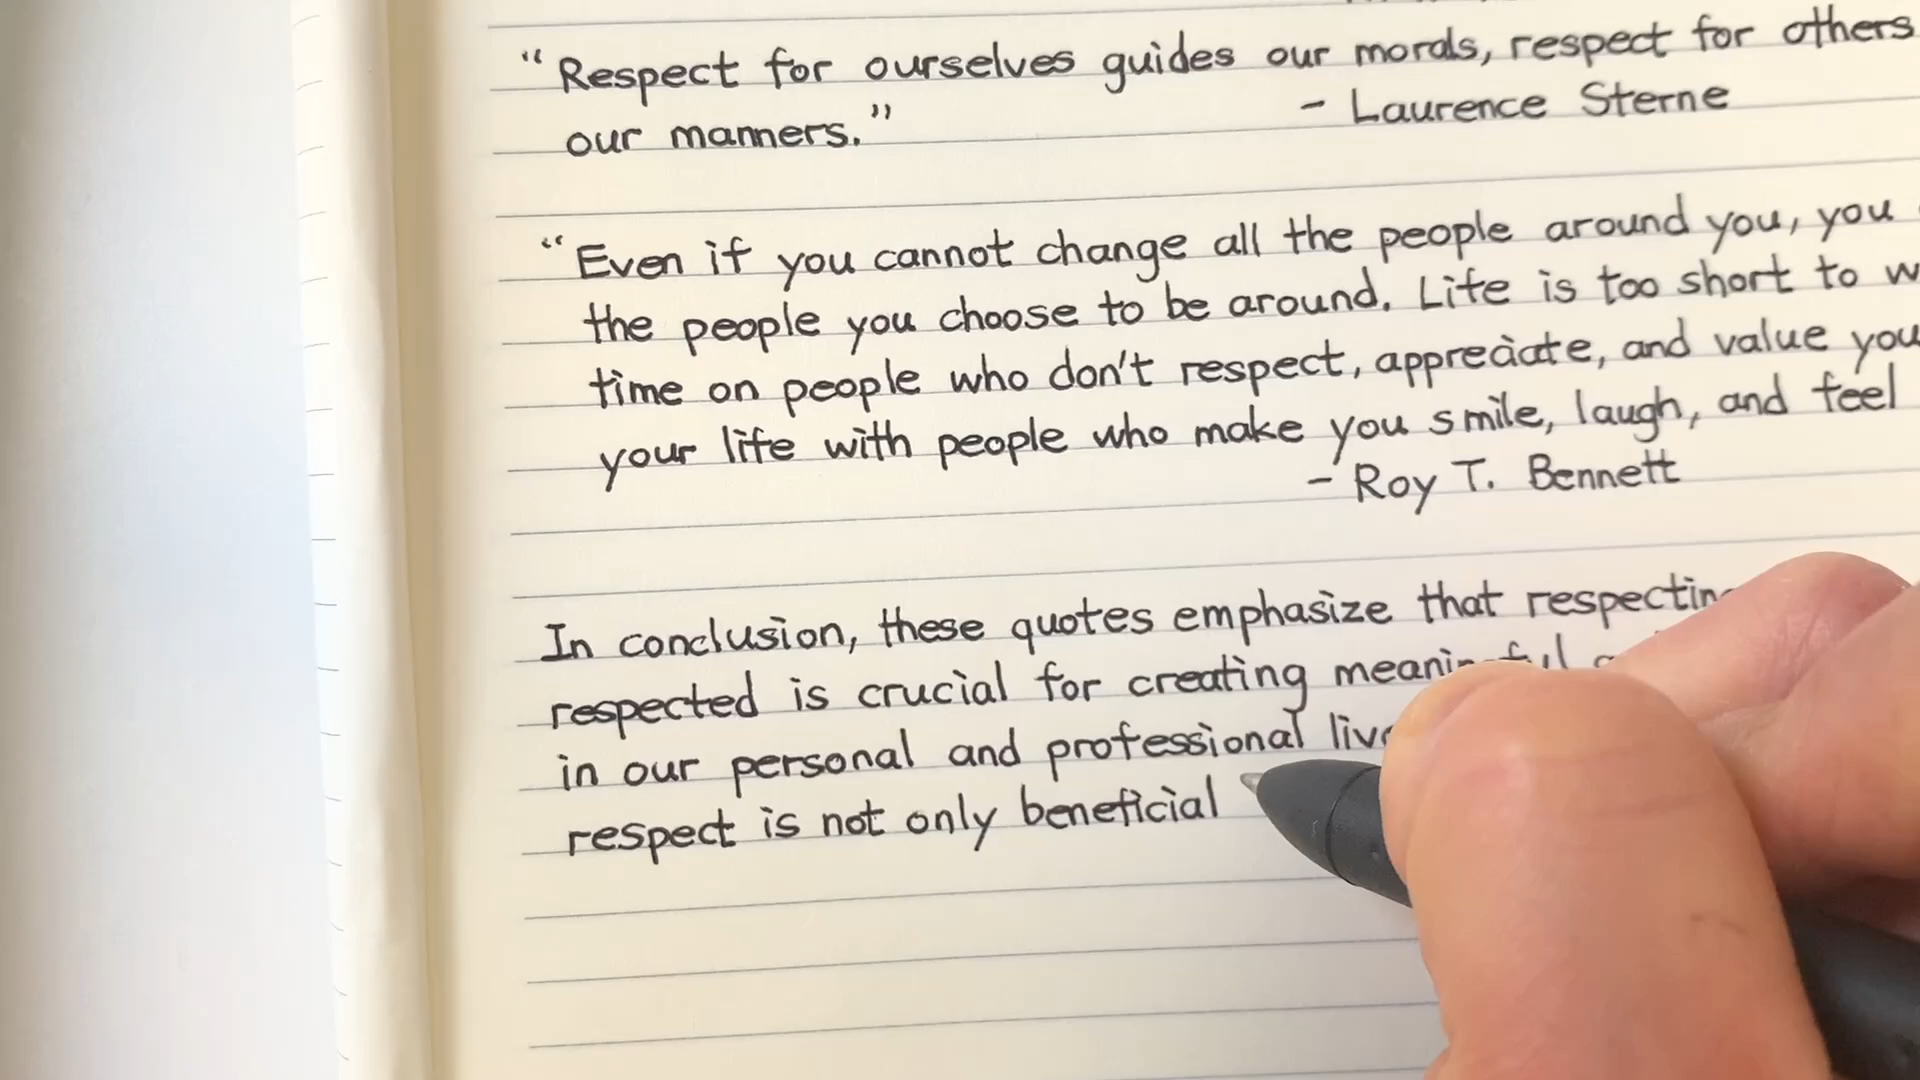 “Respect for ourselves guides our morals, respect for others
our manners.”
- Laurence Sterne
“Even if you cannot change all the people around you, you
the people you choose to be around. Life is too short to
time on people who don't respect, appreciate, and value you
your life with people who make you smile, laugh, and feel
- Roy T. Bennett
In conclusion, these quotes emphasize that
respected is crucial for creating
in our personal and professional
respect is not only beneficial